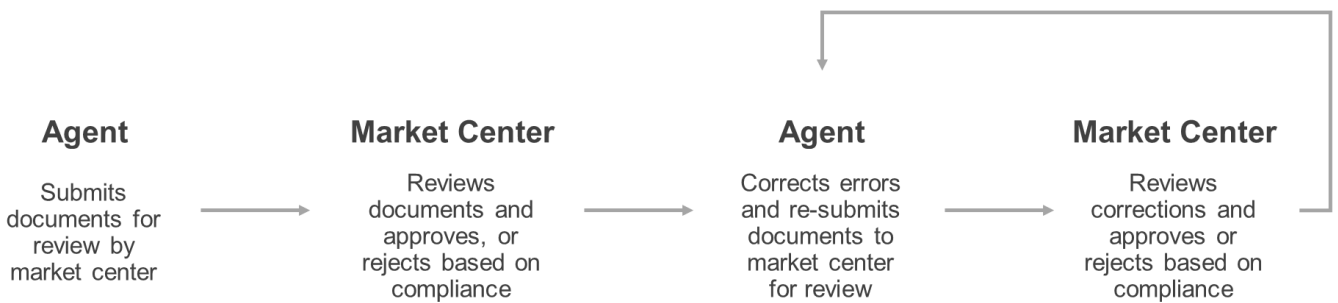 Agent
Submits
documents for
review by
market center
Market Center
Reviews
documents and
approves, or
rejects based on
compliance
Agent
Corrects errors
and re-submits
documents to
market center
for review
Market Center
Reviews
corrections and
approves or
rejects based on
compliance